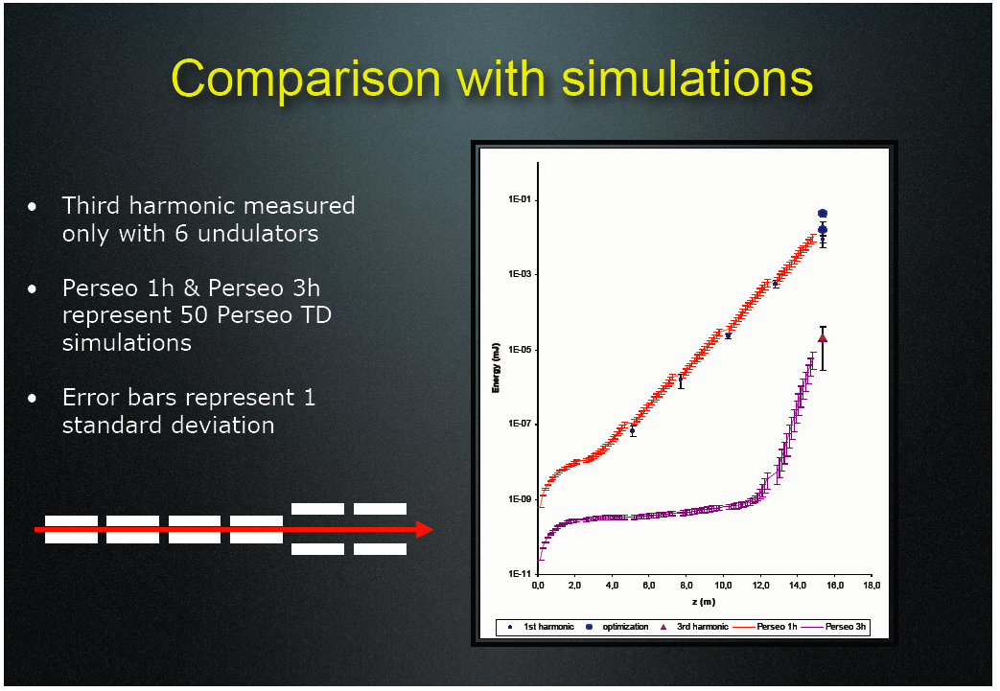 Comparison with simulations
• Third harmonic measured
only with 6 undulators
• Perseo 1h & Perseo 3h
represent 50 Perseo TD
simulations
• Error bars represent 1
standard deviation
Energy (mJ)
1E-01
1E-03
1E-05
1E-07
1E-09
1E-11
0,0 2,0 4,0 6,0 8,0 10,0 12,0 14,0 16,0 18,0
z (m)
1st harmonic optimization 3rd harmonic Perseo 1h Perseo 3h